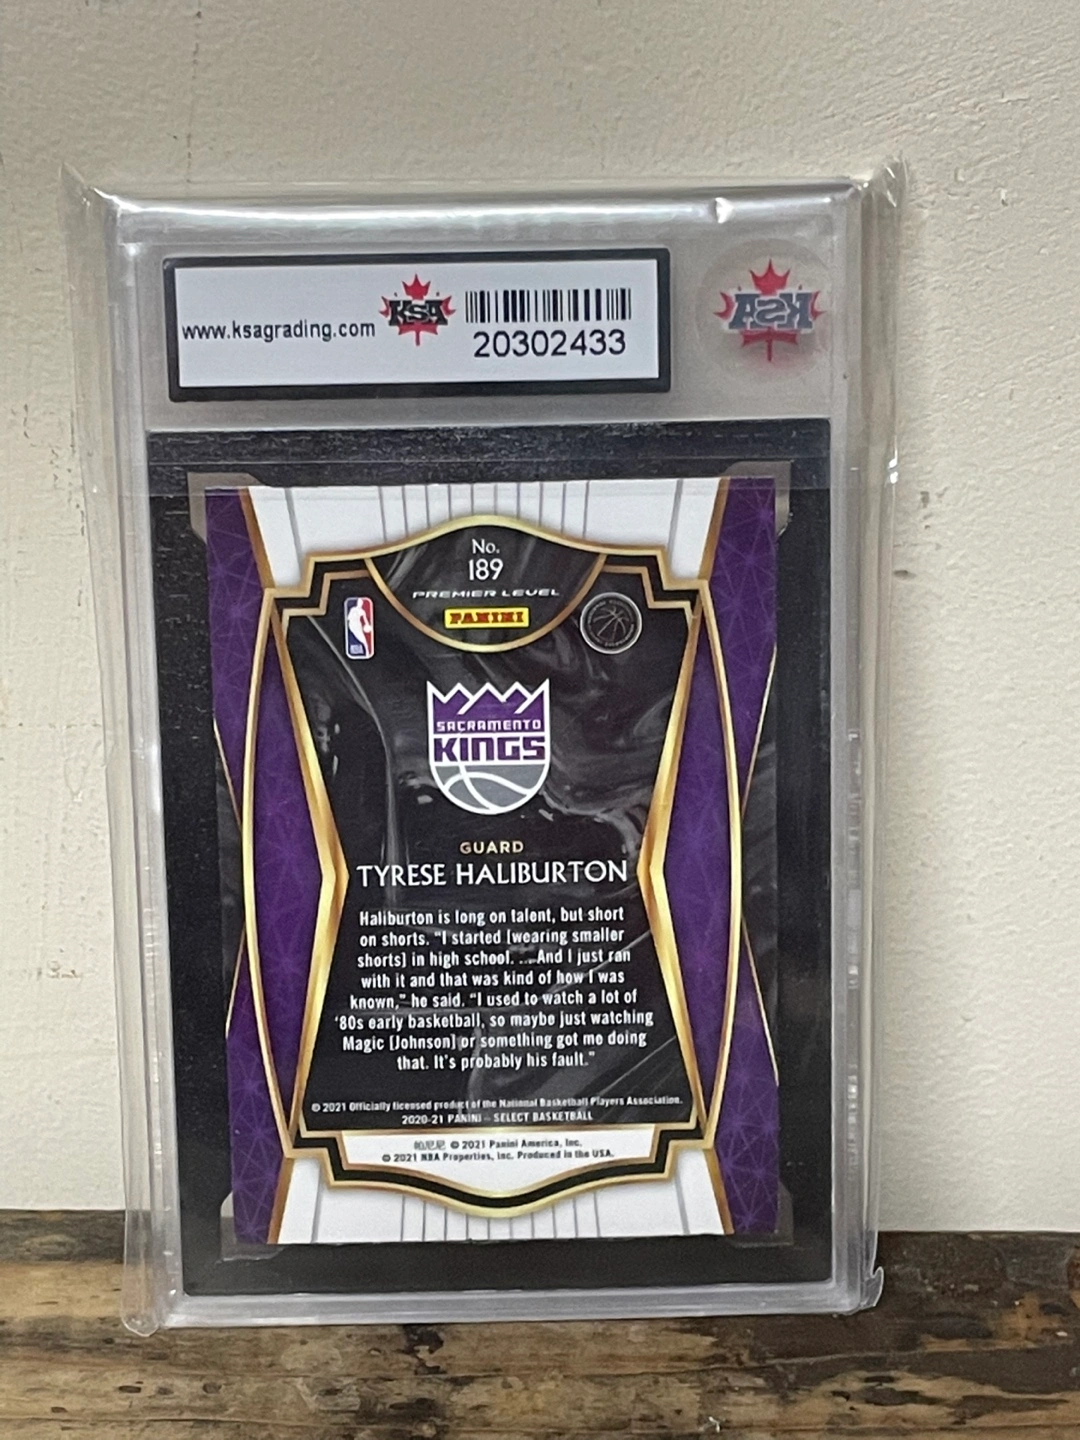 www.ksagrading.com
KSA
20302433
KSA
No.
189
PREMIER LEVEL
PANINI
NBA
SACRAMENTO
KINGS
GUARD
TYRESE HALIBURTON
Haliburton is long on talent, but short
on shorts. “I started [wearing smaller
shorts] in high school. ...And I just ran
with it and that was kind of how I was
known,” he said. “I used to watch a lot of
‘80s early basketball, so maybe just watching
Magic [Johnson] or something got me doing
that. It’s probably his fault.”
© 2021 Officially licensed product of the National Basketball Players Association.
2020-21 PANINI – SELECT BASKETBALL
帕尼尼 © 2021 Panini America, Inc.
© 2021 NBA Properties, Inc. Produced in the USA.